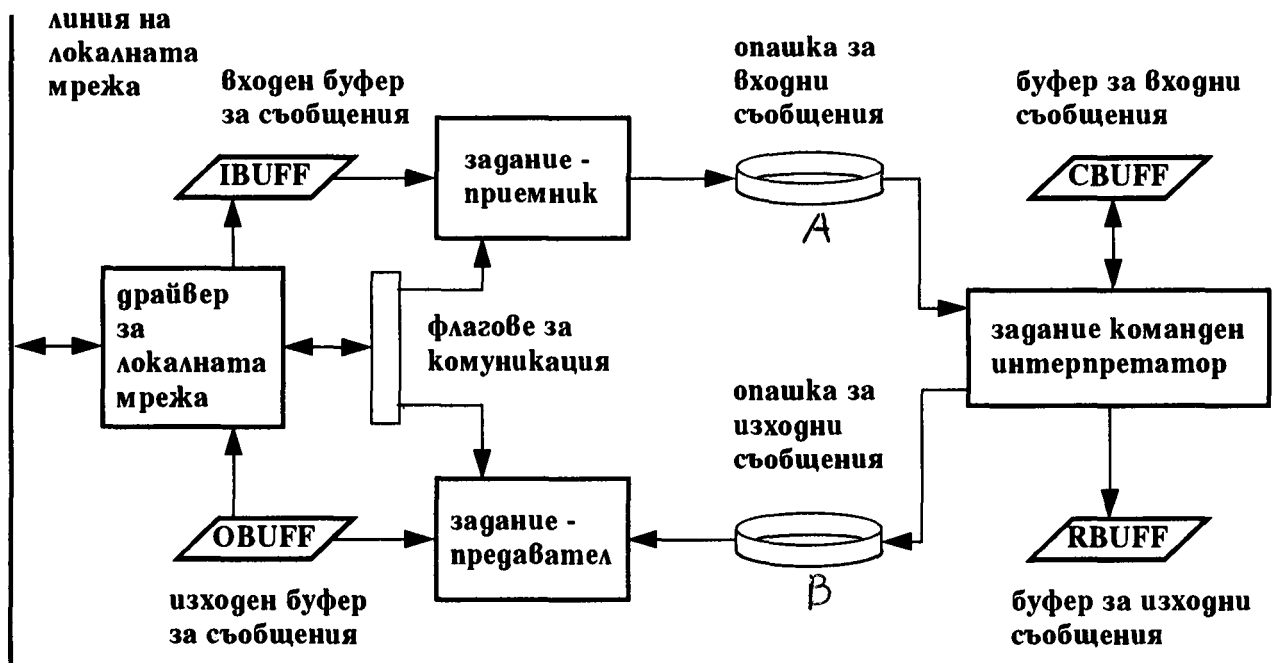 линия на
локалната
мрежа
входен буфер
за съобщения
IBUFF
задание -
приемник
опашка за
входни
съобщения
A
буфер за входни
съобщения
CBUFF
драйвер
за
локалната
мрежа
флагове за
комуникация
задание команден
интерпретатор
опашка за
изходни
съобщения
B
OBUFF
изходен буфер
за съобщения
задание -
предавател
RBUFF
буфер за изходни
съобщения